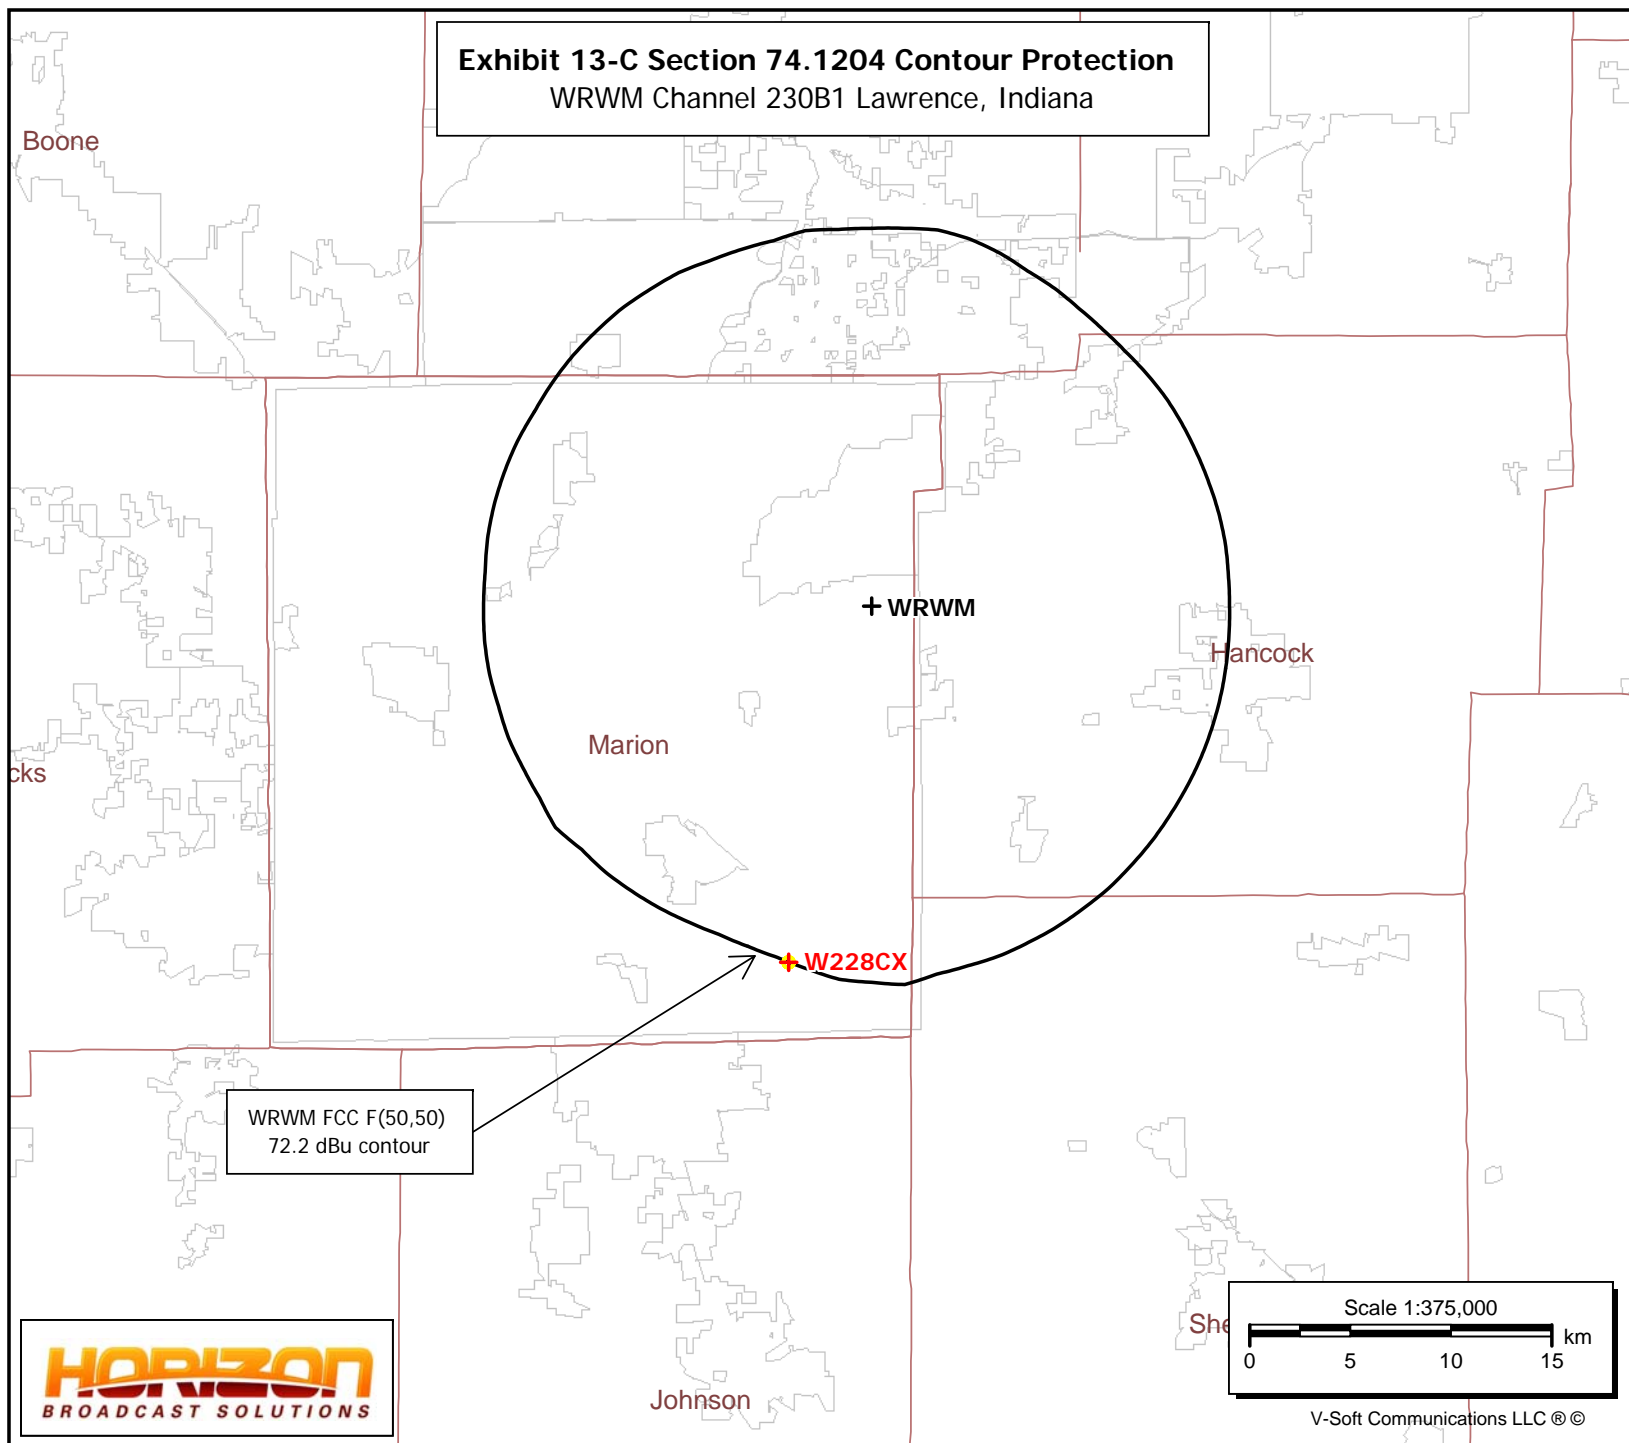 Exhibit 13-C Section 74.1204 Contour Protection
WRWM Channel 230B1 Lawrence, Indiana
Boone
WRWM
Hancock
Marion
cks
W228CX
WRWM FCC F(50,50)
72.2 dBu contour
Scale 1:375,000
She
km
0 5 10 15
HORIZON
BROADCAST SOLUTIONS
Johnson
V-Soft Communications LLC ® ©